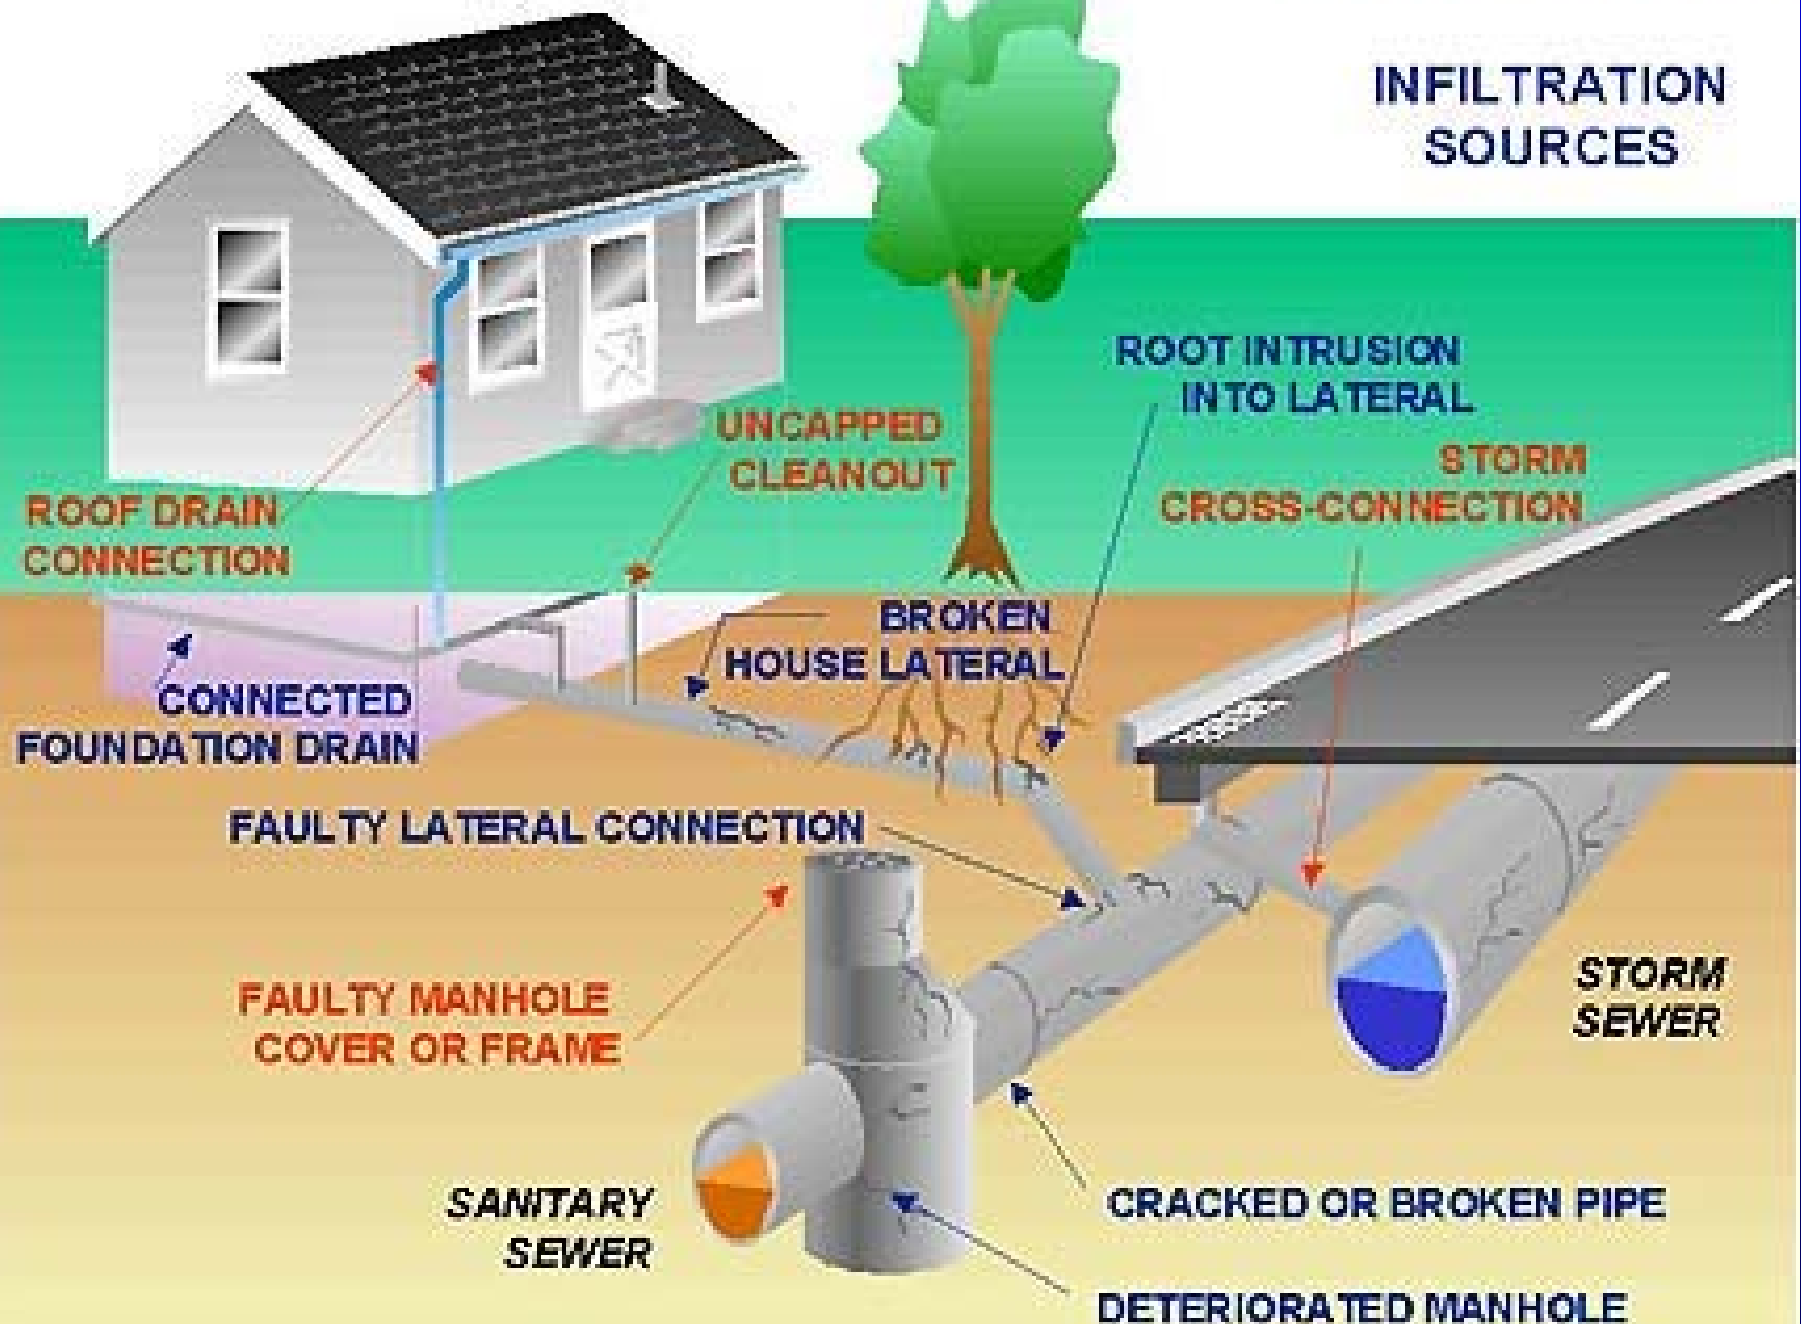 INFILTRATION
SOURCES
ROOT INTRUSION
INTO LATERAL
UNCAPPED
CLEANOUT
STORM
CROSS-CONNECTION
ROOF DRAIN
CONNECTION
BROKEN
HOUSE LATERAL
CONNECTED
FOUNDATION DRAIN
FAULTY LATERAL CONNECTION
FAULTY MANHOLE
COVER OR FRAME
STORM
SEWER
SANITARY
SEWER
CRACKED OR BROKEN PIPE
DETERIORATED MANHOLE